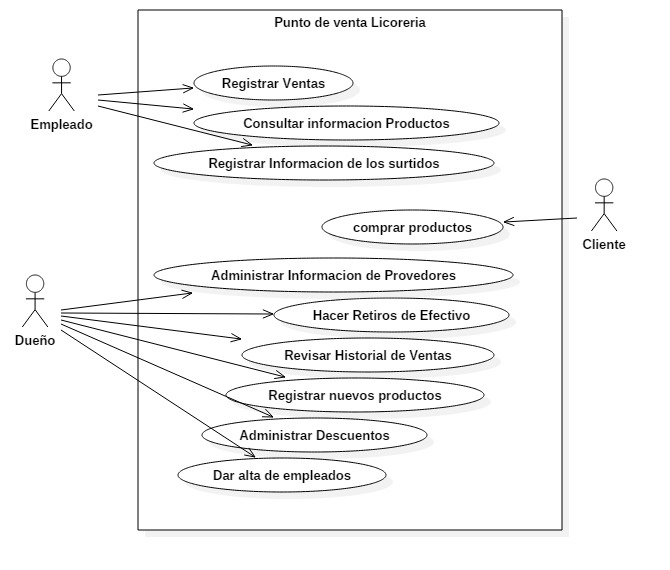 Punto de venta Licoreria
Registrar Ventas
Empleado
Consultar informacion Productos
Registrar Informacion de los surtidos
comprar productos
Cliente
Administrar Informacion de Provedores
Hacer Retiros de Efectivo
Dueño
Revisar Historial de Ventas
Registrar nuevos productos
Administrar Descuentos
Dar alta de empleados